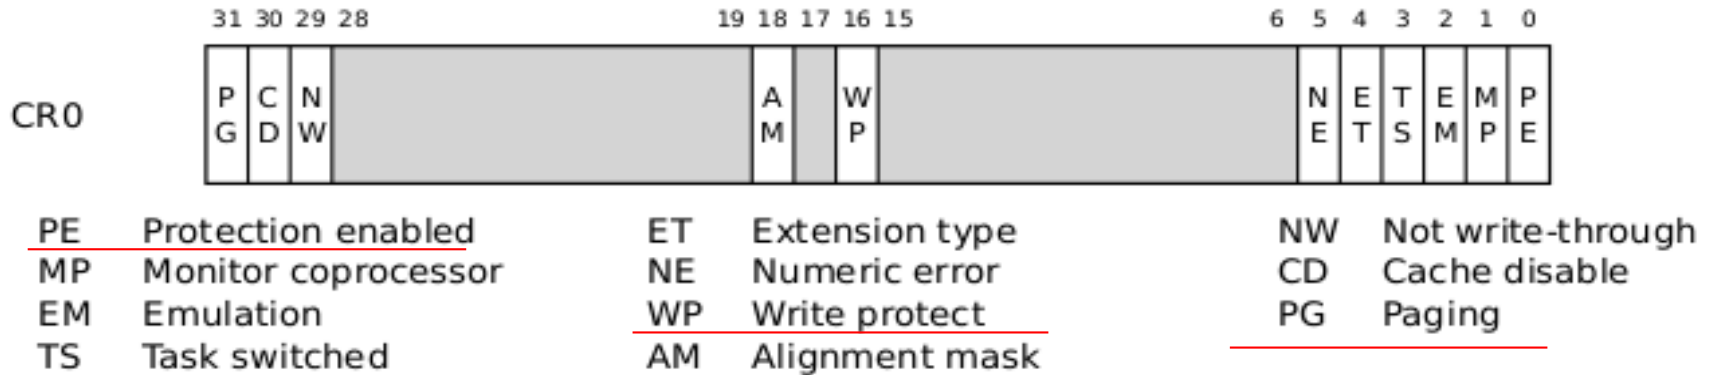 31 30 29 28 19 18 17 16 15 6 5 4 3 2 1 0
CR0 PG CD NW AM WP NE ET TS EM MP PE
PE Protection enabled ET Extension type NW Not write-through
MP Monitor coprocessor NE Numeric error CD Cache disable
EM Emulation WP Write protect PG Paging
TS Task switched AM Alignment mask